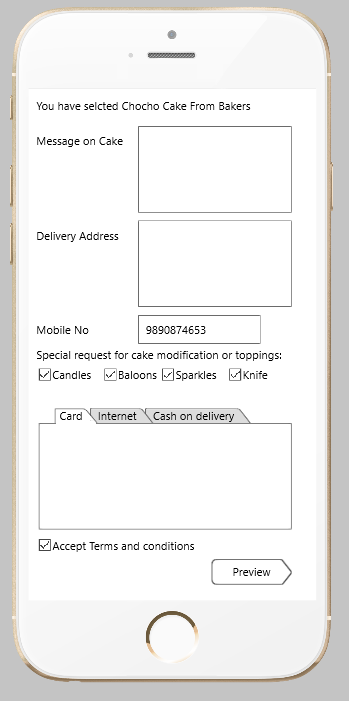 You have selcted Chocho Cake From Bakers
Message on Cake
Delivery Address
Mobile No 9890874653
Special request for cake modification or toppings:
Candles Baloons Sparkles Knife
Card Internet Cash on delivery
Accept Terms and conditions
Preview